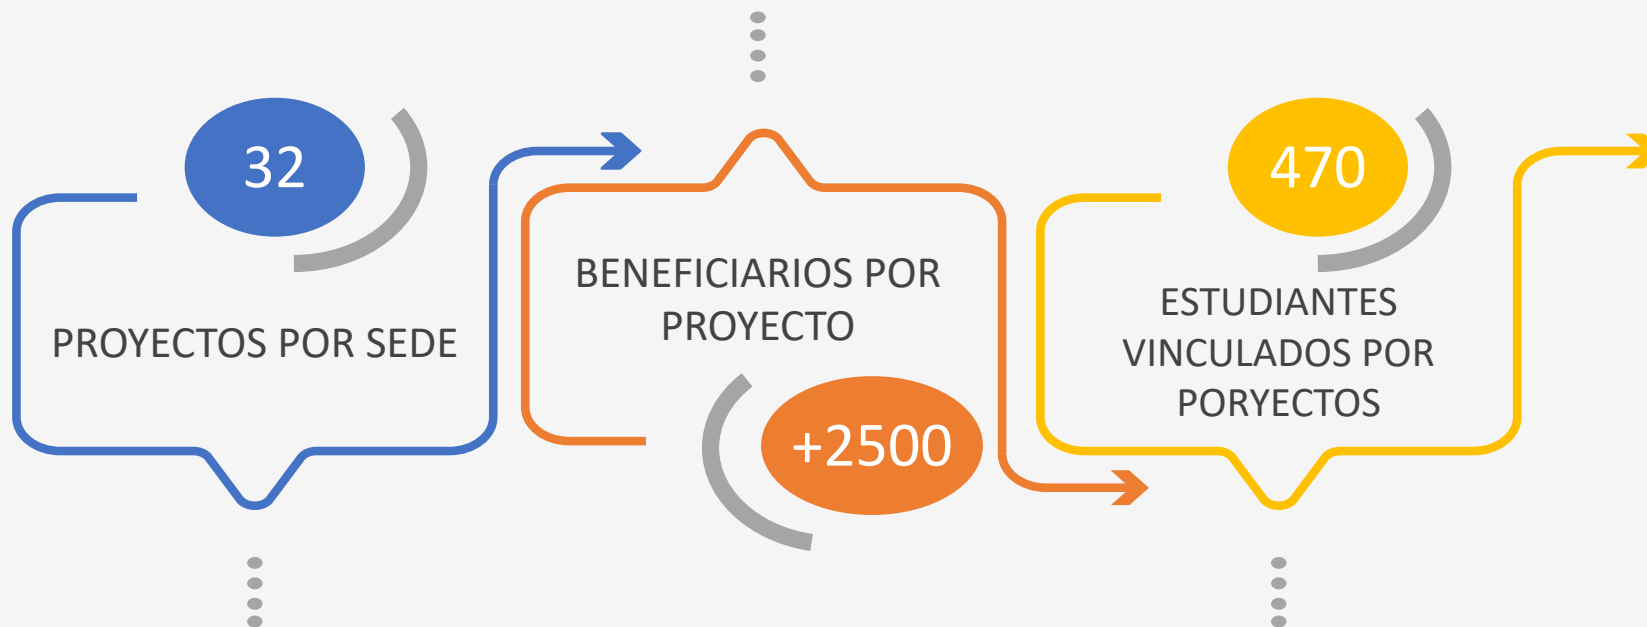 32
PROYECTOS POR SEDE
BENEFICIARIOS POR
PROYECTO
+2500
470
ESTUDIANTES
VINCULADOS POR
PORYECTOS